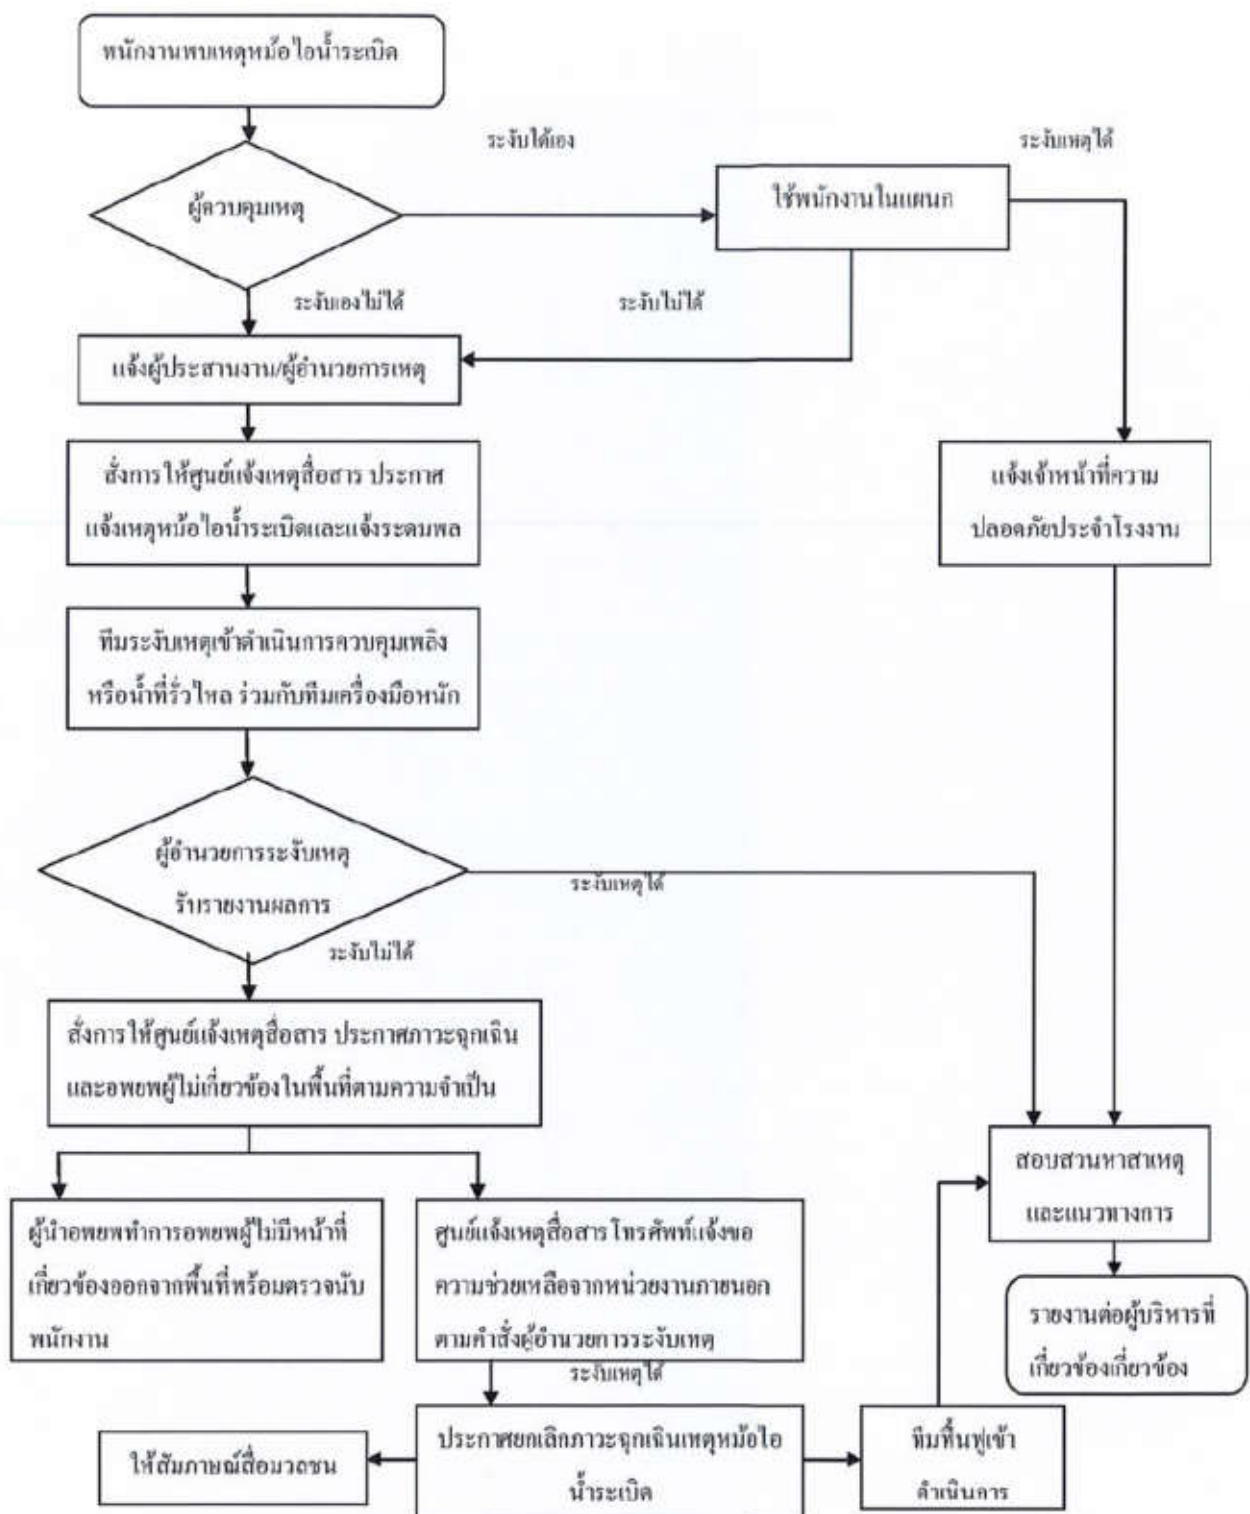 พนักงานพบเหตุหม้อไอน้ำระเบิด
ระงับได้เอง
ระงับเหตุได้
ผู้ควบคุมเหตุ
ใช้พนักงานในแผนก
ระงับเองไม่ได้
ระงับไม่ได้
แจ้งผู้ประสานงาน/ผู้อำนวยการเหตุ
สั่งการให้ศูนย์แจ้งเหตุสื่อสาร ประกาศ
แจ้งเหตุหม้อไอน้ำระเบิดและแจ้งระดมพล
แจ้งเจ้าหน้าที่ความ
ปลอดภัยประจำโรงงาน
ทีมระงับเหตุเข้าดำเนินการควบคุมเพลิง
หรือน้ำที่รั่วไหล ร่วมกับทีมเครื่องมือหนัก
ผู้อำนวยการระงับเหตุ
รับรายงานผลการ
ระงับเหตุได้
ระงับไม่ได้
สั่งการให้ศูนย์แจ้งเหตุสื่อสาร ประกาศภาวะฉุกเฉิน
และอพยพผู้ไม่เกี่ยวข้องในพื้นที่ตามความจำเป็น
สอบสวนหาสาเหตุ
และแนวทางการ
ผู้นำอพยพทำการอพยพผู้ไม่มีหน้าที่
เกี่ยวข้องออกจากพื้นที่พร้อมตรวจนับ
พนักงาน
ศูนย์แจ้งเหตุสื่อสาร โทรศัพท์แจ้งขอ
ความช่วยเหลือจากหน่วยงานภายนอก
ตามคำสั่งผู้อำนวยการระงับเหตุ
รายงานต่อผู้บริหารที่
เกี่ยวข้องเกี่ยวข้อง
ระงับเหตุได้
ให้สัมภาษณ์สื่อมวลชน
ประกาศยกเลิกภาวะฉุกเฉินเหตุหม้อไอ
น้ำระเบิด
ทีมฟื้นฟูเข้า
ดำเนินการ